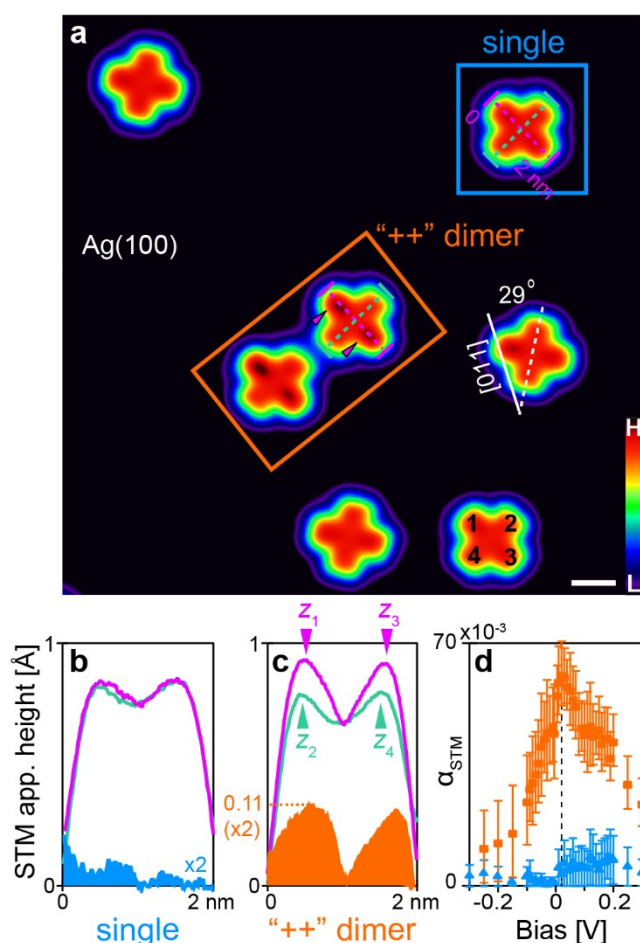 a
single
0
2 nm
"++" dimer
Ag(100)
29°
[011]
H
1 2
4 3
L
1
b
c
z1
z3
z2
z4
0.11
(x2)
x2
STM app. height [Å]
0
0
2 nm
0
2 nm
single
"++" dimer
70
x10-3
d
αSTM
0
-0.2
0
0.2
Bias [V]